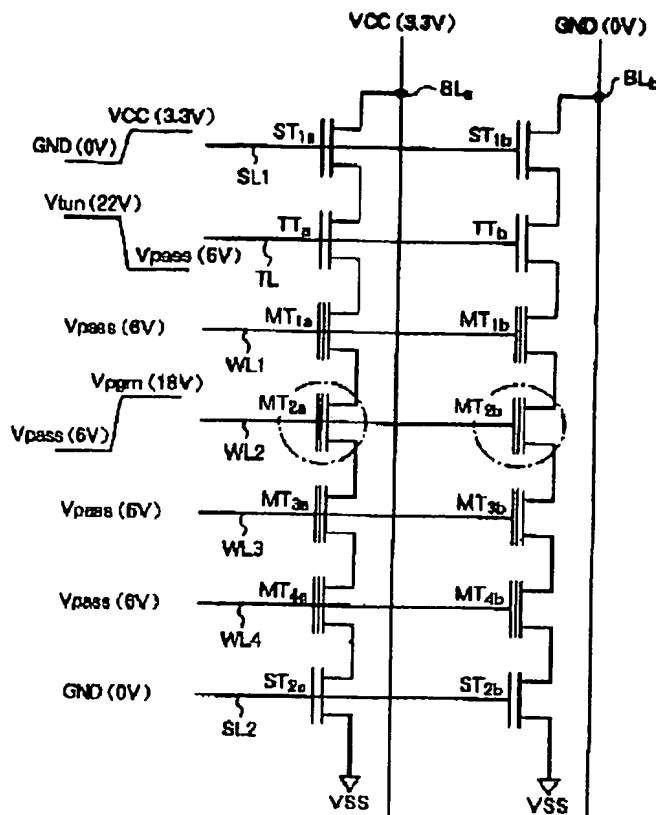 VCC (3.3V) GND (0V)
BLa BLb
VCC (3.3V)
GND (0V)
ST1a ST1b
SL1
Vtun (22V)
TTa TTb
Vpass (6V)
TL
MT1a MT1b
Vpass (6V)
WL1
Vpgm (18V)
MT2a MT2b
Vpass (6V)
WL2
MT3a MT3b
Vpass (6V)
WL3
MT4a MT4b
Vpass (6V)
WL4
ST2a ST2b
GND (0V)
SL2
VSS VSS